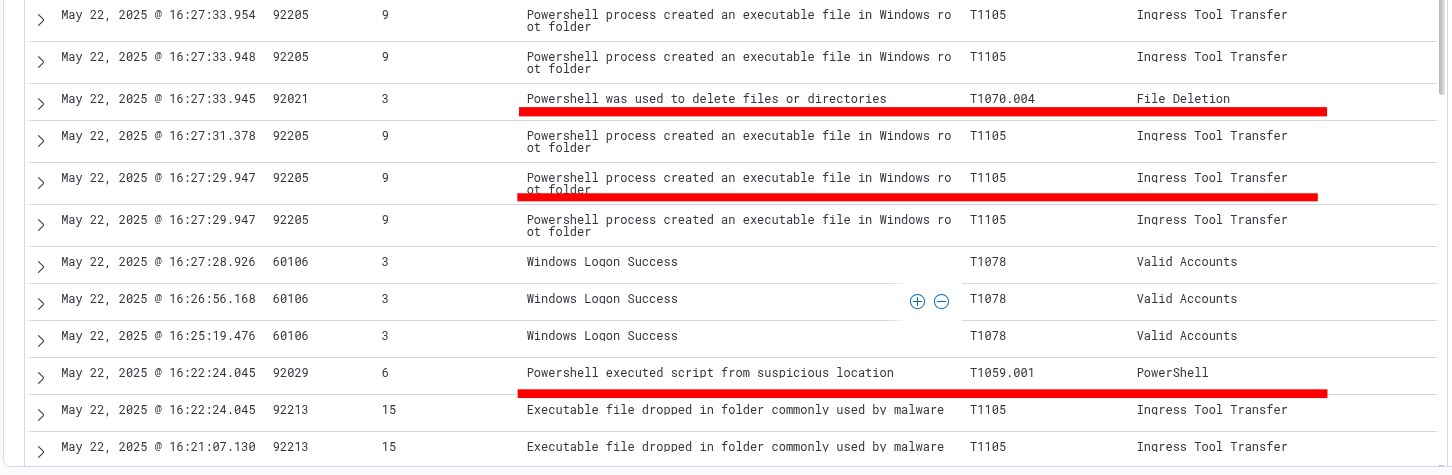 May 22, 2025 @ 16:27:33.954 92205 9 Powershell process created an executable file in Windows ro T1105 Ingress Tool Transfer
ot folder
May 22, 2025 @ 16:27:33.948 92205 9 Powershell process created an executable file in Windows ro T1105 Ingress Tool Transfer
ot folder
May 22, 2025 @ 16:27:33.945 92021 3 Powershell was used to delete files or directories T1070.004 File Deletion
May 22, 2025 @ 16:27:31.378 92205 9 Powershell process created an executable file in Windows ro T1105 Ingress Tool Transfer
ot folder
May 22, 2025 @ 16:27:29.947 92205 9 Powershell process created an executable file in Windows ro T1105 Ingress Tool Transfer
ot folder
May 22, 2025 @ 16:27:29.947 92205 9 Powershell process created an executable file in Windows ro T1105 Ingress Tool Transfer
ot folder
May 22, 2025 @ 16:27:28.926 60106 3 Windows Logon Success T1078 Valid Accounts
May 22, 2025 @ 16:26:56.168 60106 3 Windows Logon Success T1078 Valid Accounts
May 22, 2025 @ 16:25:19.476 60106 3 Windows Logon Success T1078 Valid Accounts
May 22, 2025 @ 16:22:24.045 92029 6 Powershell executed script from suspicious location T1059.001 PowerShell
May 22, 2025 @ 16:22:24.045 92213 15 Executable file dropped in folder commonly used by malware T1105 Ingress Tool Transfer
May 22, 2025 @ 16:21:07.130 92213 15 Executable file dropped in folder commonly used by malware T1105 Ingress Tool Transfer